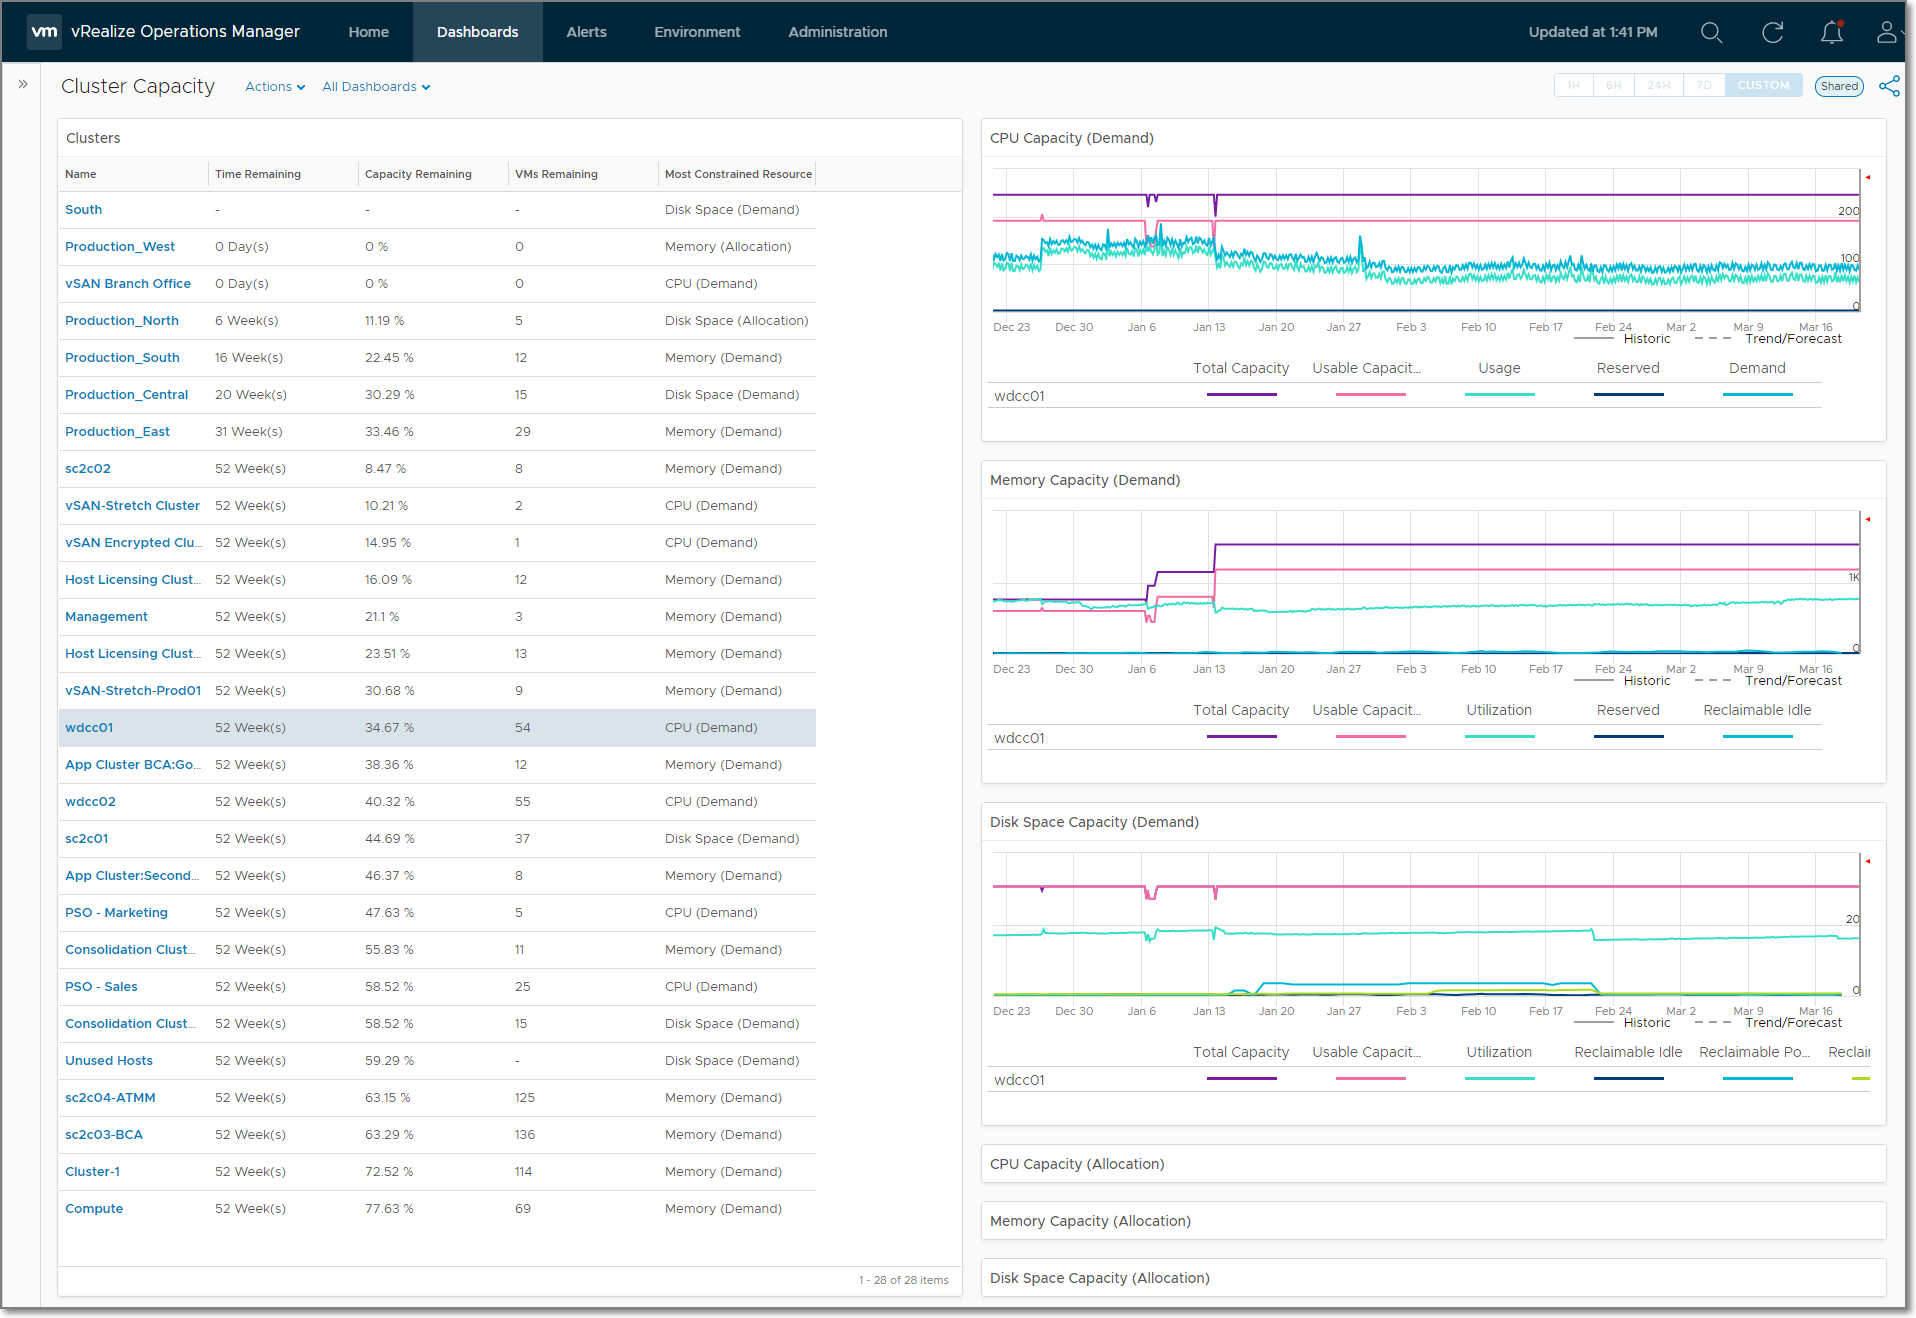 vm vRealize Operations Manager Home Dashboards Alerts Environment Administration Updated at 1:41 PM
Cluster Capacity Actions All Dashboards 1H 6H 24H 7D CUSTOM Shared
Clusters
Name Time Remaining Capacity Remaining VMs Remaining Most Constrained Resource
South - - - Disk Space (Demand)
Production_West 0 Day(s) 0 % 0 Memory (Allocation)
vSAN Branch Office 0 Day(s) 0 % 0 CPU (Demand)
Production_North 6 Week(s) 11.19 % 5 Disk Space (Allocation)
Production_South 16 Week(s) 22.45 % 12 Memory (Demand)
Production_Central 20 Week(s) 30.29 % 15 Disk Space (Demand)
Production_East 31 Week(s) 33.46 % 29 Memory (Demand)
sc2c02 52 Week(s) 8.47 % 8 Memory (Demand)
vSAN-Stretch Cluster 52 Week(s) 10.21 % 2 CPU (Demand)
vSAN Encrypted Clu... 52 Week(s) 14.95 % 1 CPU (Demand)
Host Licensing Clust... 52 Week(s) 16.09 % 12 Memory (Demand)
Management 52 Week(s) 21.1 % 3 Memory (Demand)
Host Licensing Clust... 52 Week(s) 23.51 % 13 Memory (Demand)
vSAN-Stretch-Prod01 52 Week(s) 30.68 % 9 Memory (Demand)
wdcc01 52 Week(s) 34.67 % 54 CPU (Demand)
App Cluster BCA:Go... 52 Week(s) 38.36 % 12 Memory (Demand)
wdcc02 52 Week(s) 40.32 % 55 CPU (Demand)
sc2c01 52 Week(s) 44.69 % 37 Disk Space (Demand)
App Cluster:Second... 52 Week(s) 46.37 % 8 Memory (Demand)
PSO - Marketing 52 Week(s) 47.63 % 5 CPU (Demand)
Consolidation Clust... 52 Week(s) 55.83 % 11 Memory (Demand)
PSO - Sales 52 Week(s) 58.52 % 25 CPU (Demand)
Consolidation Clust... 52 Week(s) 58.52 % 15 Disk Space (Demand)
Unused Hosts 52 Week(s) 59.29 % - Disk Space (Demand)
sc2c04-ATMM 52 Week(s) 63.15 % 125 Memory (Demand)
sc2c03-BCA 52 Week(s) 63.29 % 136 Memory (Demand)
Cluster-1 52 Week(s) 72.52 % 114 Memory (Demand)
Compute 52 Week(s) 77.63 % 69 Memory (Demand)
1 - 28 of 28 items
CPU Capacity (Demand)
200
100
0
Dec 23 Dec 30 Jan 6 Jan 13 Jan 20 Jan 27 Feb 3 Feb 10 Feb 17 Feb 24 Mar 2 Mar 9 Mar 16
Historic Trend/Forecast
Total Capacity Usable Capacit... Usage Reserved Demand
wdcc01
Memory Capacity (Demand)
1K
0
Dec 23 Dec 30 Jan 6 Jan 13 Jan 20 Jan 27 Feb 3 Feb 10 Feb 17 Feb 24 Mar 2 Mar 9 Mar 16
Historic Trend/Forecast
Total Capacity Usable Capacit... Utilization Reserved Reclaimable Idle
wdcc01
Disk Space Capacity (Demand)
20
0
Dec 23 Dec 30 Jan 6 Jan 13 Jan 20 Jan 27 Feb 3 Feb 10 Feb 17 Feb 24 Mar 2 Mar 9 Mar 16
Historic Trend/Forecast
Total Capacity Usable Capacit... Utilization Reclaimable Idle Reclaimable Po... Reclai
wdcc01
CPU Capacity (Allocation)
Memory Capacity (Allocation)
Disk Space Capacity (Allocation)